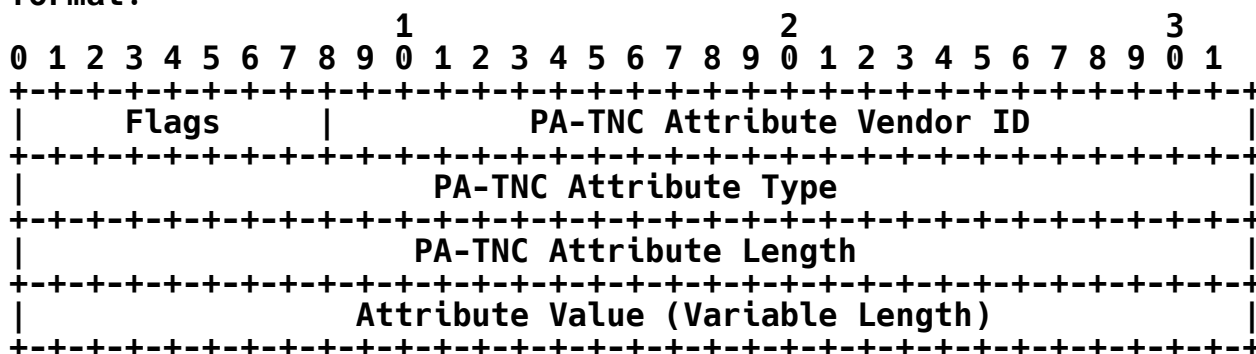 format:
                     1                   2                   3
 0 1 2 3 4 5 6 7 8 9 0 1 2 3 4 5 6 7 8 9 0 1 2 3 4 5 6 7 8 9 0 1
+-+-+-+-+-+-+-+-+-+-+-+-+-+-+-+-+-+-+-+-+-+-+-+-+-+-+-+-+-+-+-+-+
|     Flags     |          PA-TNC Attribute Vendor ID           |
+-+-+-+-+-+-+-+-+-+-+-+-+-+-+-+-+-+-+-+-+-+-+-+-+-+-+-+-+-+-+-+-+
|                     PA-TNC Attribute Type                     |
+-+-+-+-+-+-+-+-+-+-+-+-+-+-+-+-+-+-+-+-+-+-+-+-+-+-+-+-+-+-+-+-+
|                    PA-TNC Attribute Length                    |
+-+-+-+-+-+-+-+-+-+-+-+-+-+-+-+-+-+-+-+-+-+-+-+-+-+-+-+-+-+-+-+-+
|                 Attribute Value (Variable Length)             |
+-+-+-+-+-+-+-+-+-+-+-+-+-+-+-+-+-+-+-+-+-+-+-+-+-+-+-+-+-+-+-+-+